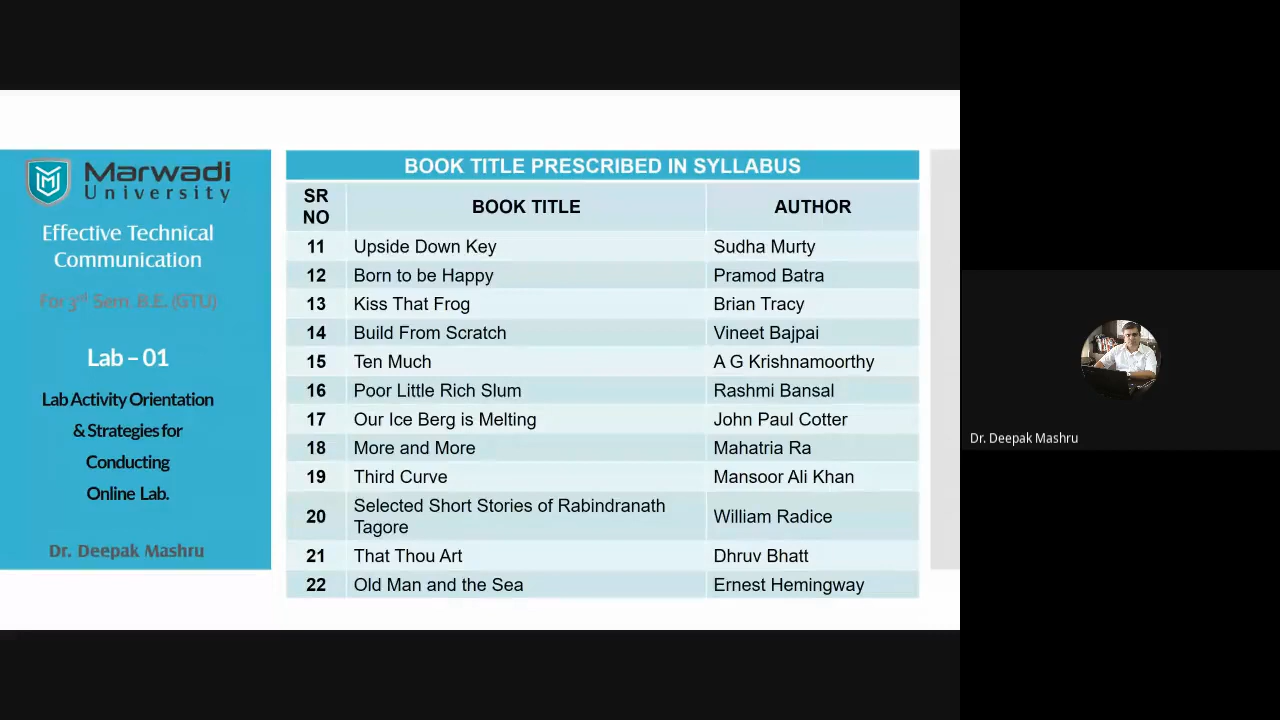 Marwadi
University
Effective Technical
Communication
For 3rd Sem. B.E. (GTU)
Lab – 01
Lab Activity Orientation
& Strategies for
Conducting
Online Lab.
Dr. Deepak Mashru
BOOK TITLE PRESCRIBED IN SYLLABUS
SR NO BOOK TITLE AUTHOR
11 Upside Down Key Sudha Murty
12 Born to be Happy Pramod Batra
13 Kiss That Frog Brian Tracy
14 Build From Scratch Vineet Bajpai
15 Ten Much A G Krishnamoorthy
16 Poor Little Rich Slum Rashmi Bansal
17 Our Ice Berg is Melting John Paul Cotter
18 More and More Mahatria Ra
19 Third Curve Mansoor Ali Khan
20 Selected Short Stories of Rabindranath
Tagore William Radice
21 That Thou Art Dhruv Bhatt
22 Old Man and the Sea Ernest Hemingway
Dr. Deepak Mashru